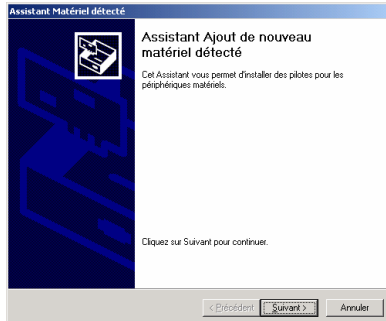 Assistant Matériel détecté
Assistant Ajout de nouveau
matériel détecté
Cet Assistant vous permet d'installer des pilotes pour les
périphériques matériels.
Cliquez sur Suivant pour continuer.
< Précédent
Suivant >
Annuler